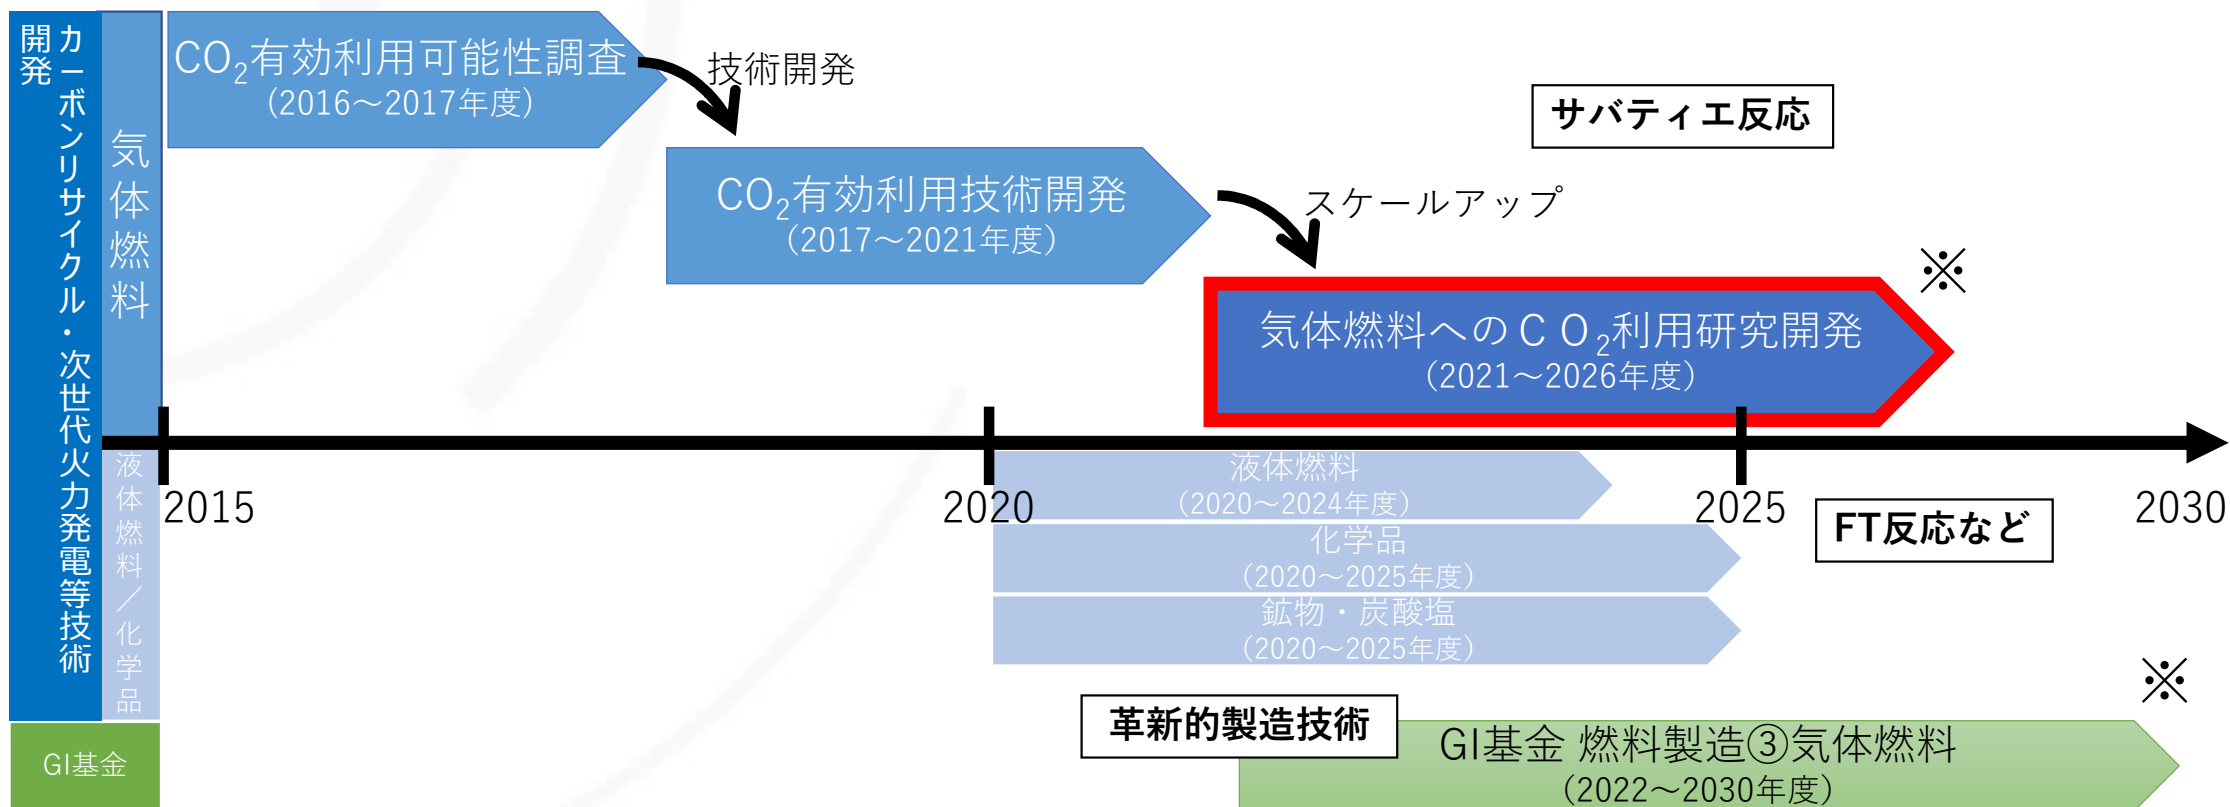 カーボンリサイクル・次世代火力発電等技術
開発
気体燃料
CO₂有効利用可能性調査
（2016～2017年度）
技術開発
サバティエ反応
CO₂有効利用技術開発
（2017～2021年度）
スケールアップ
※
気体燃料へのＣＯ₂利用研究開発
（2021～2026年度）
液体燃料／化学品
2015
2020
2025
2030
液体燃料
（2020～2024年度）
FT反応など
化学品
（2020～2025年度）
鉱物・炭酸塩
（2020～2025年度）
※
革新的製造技術
GI基金
GI基金 燃料製造③気体燃料
（2022～2030年度）